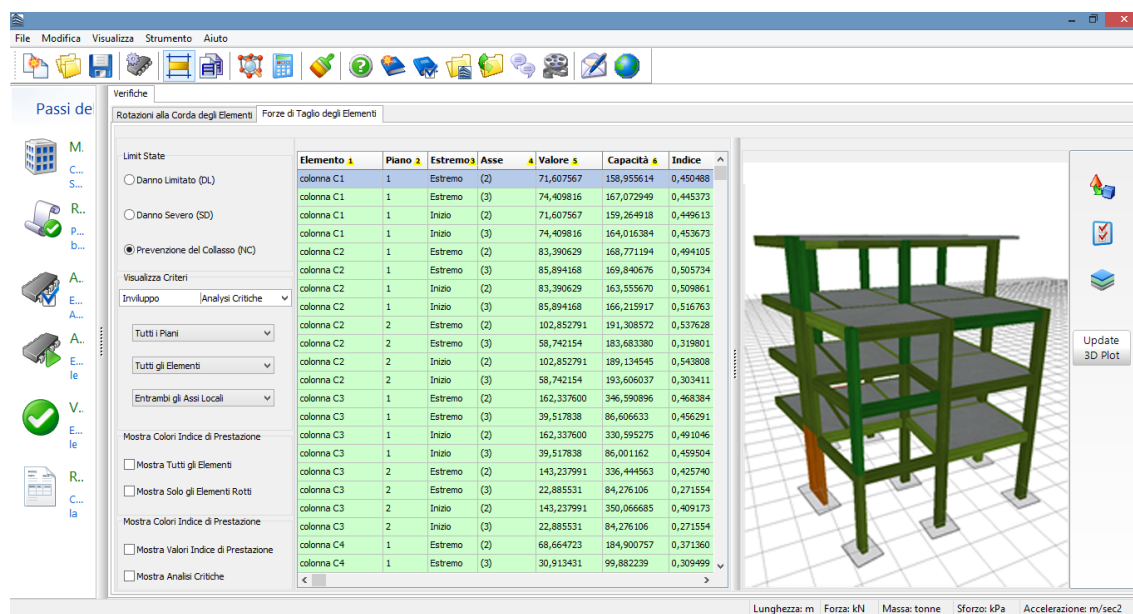 File Modifica Visualizza Strumento Aiuto
Passi de
M.
C...
S...
R..
P...
b...
A..
E...
A...
A..
E...
le
V..
E...
le
R..
C...
la
Verifiche
Rotazioni alla Corda degli Elementi Forze di Taglio degli Elementi
Limit State
Danno Limitato (DL)
Danno Severo (SD)
Prevenzione del Collasso (NC)
Visualizza Criteri
Inviluppo |Analysi Critiche
Tutti i Piani
Tutti gli Elementi
Entrambi gli Assi Locali
Mostra Colori Indice di Prestazione
Mostra Tutti gli Elementi
Mostra Solo gli Elementi Rotti
Mostra Colori Indice di Prestazione
Mostra Valori Indice di Prestazione
Mostra Analisi Critiche
Elemento 1 Piano 2 Estremo 3 Asse 4 Valore 5 Capacità 6 Indice
colonna C1 1 Estremo (2) 71,607567 158,955614 0,450488
colonna C1 1 Estremo (3) 74,409816 167,072949 0,445373
colonna C1 1 Inizio (2) 71,607567 159,264918 0,449613
colonna C1 1 Inizio (3) 74,409816 164,016384 0,453673
colonna C2 1 Estremo (2) 83,390629 168,771194 0,494105
colonna C2 1 Estremo (3) 85,894168 169,840676 0,505734
colonna C2 1 Inizio (2) 83,390629 163,555670 0,509861
colonna C2 1 Inizio (3) 85,894168 166,215917 0,516763
colonna C2 2 Estremo (2) 102,852791 191,308572 0,537628
colonna C2 2 Estremo (3) 58,742154 183,683380 0,319801
colonna C2 2 Inizio (2) 102,852791 189,134545 0,543808
colonna C2 2 Inizio (3) 58,742154 193,606037 0,303411
colonna C3 1 Estremo (2) 162,337600 346,590896 0,468384
colonna C3 1 Estremo (3) 39,517838 86,606633 0,456291
colonna C3 1 Inizio (2) 162,337600 330,595275 0,491046
colonna C3 1 Inizio (3) 39,517838 86,001162 0,459504
colonna C3 2 Estremo (2) 143,237991 336,444563 0,425740
colonna C3 2 Estremo (3) 22,885531 84,276106 0,271554
colonna C3 2 Inizio (2) 143,237991 350,066685 0,409173
colonna C3 2 Inizio (3) 22,885531 84,276106 0,271554
colonna C4 1 Estremo (2) 68,664723 184,900757 0,371360
colonna C4 1 Estremo (3) 30,913431 99,882239 0,309499
Update
3D Plot
Lunghezza: m Forza: kN Massa: tonne Sforzo: kPa Accelerazione: m/sec2